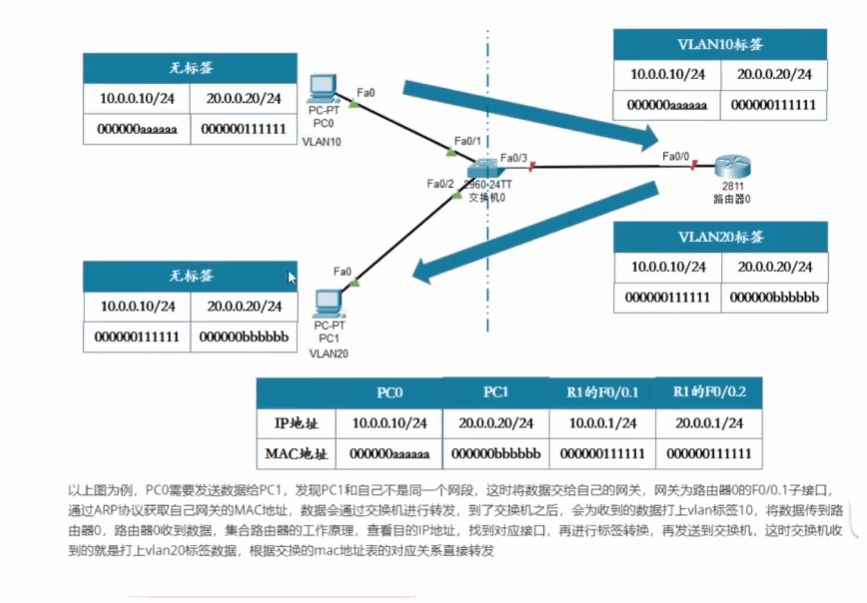 无标签
10.0.0.10/24 20.0.0.20/24
000000aaaaaa 000000111111
Fa0
PC-PT
PC0
VLAN10
VLAN10标签
10.0.0.10/24 20.0.0.20/24
000000aaaaaa 000000111111
Fa0/1
Fa0/3
Fa0/0
Fa0/2
2960-24TT
交换机0
2811
路由器0
无标签
10.0.0.10/24 20.0.0.20/24
000000111111 000000bbbbbb
Fa0
PC-PT
PC1
VLAN20
VLAN20标签
10.0.0.10/24 20.0.0.20/24
000000111111 000000bbbbbb
PC0 PC1 R1的F0/0.1 R1的F0/0.2
IP地址 10.0.0.10/24 20.0.0.20/24 10.0.0.1/24 20.0.0.1/24
MAC地址 000000aaaaaa 000000bbbbbb 000000111111 000000111111
以上图为例，PC0需要发送数据给PC1，发现PC1和自己不是同一个网段，这时将数据交给自己的网关，网关为路由器0的F0/0.1子接口，
通过ARP协议获取自己网关的MAC地址，数据会通过交换机进行转发，到了交换机之后，会为收到的数据打上vlan标签10，将数据传到路
由器0，路由器0收到数据，集合路由器的工作原理，查看目的IP地址，找到对应接口，再进行标签转换，再发送到交换机，这时交换机收
到的就是打上vlan20标签数据，根据交换的mac地址表的对应关系直接转发